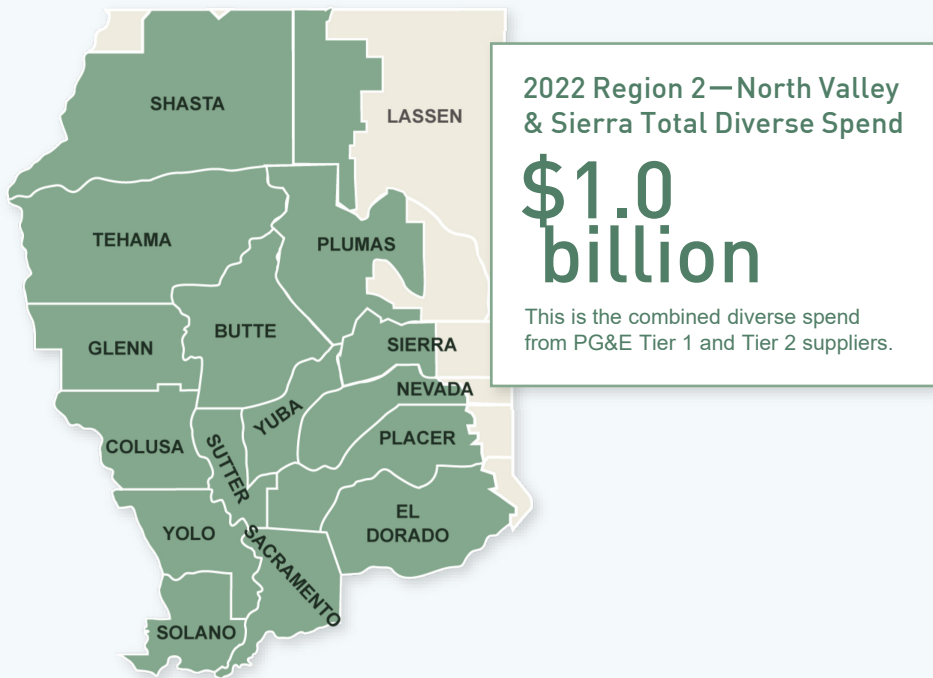 SHASTA
LASSEN
TEHAMA
PLUMAS
BUTTE
GLENN
SIERRA
NEVADA
YUBA
PLACER
COLUSA
SUTTER
EL
DORADO
YOLO
SACRAMENTO
SOLANO
2022 Region 2—North Valley
& Sierra Total Diverse Spend
$1.0
billion
This is the combined diverse spend
from PG&E Tier 1 and Tier 2 suppliers.